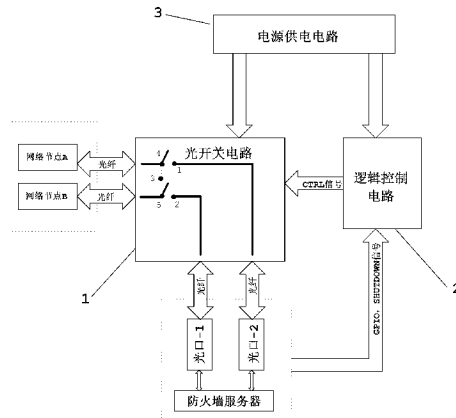 3
电源供电电路
网络节点A
光纤
网络节点B
光纤
光开关电路
4
1
3
5
2
CTRL信号
逻辑控制
电路
1
2
光纤
光纤
GPIO、SHUTDOWN信号
光口-1
光口-2
防火墙服务器